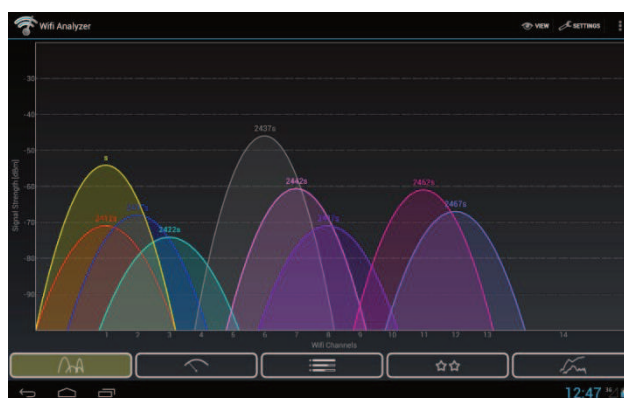 Wifi Analyzer
VIEW
SETTINGS
-30
-40
-50
-60
-70
-80
-90
Signal Strength [dBm]
2437s
s
2442s
2462s
2467s
2412s
2422s
1 2 3 4 5 6 7 8 9 10 11 12 13 14
Wifi Channels
12:47